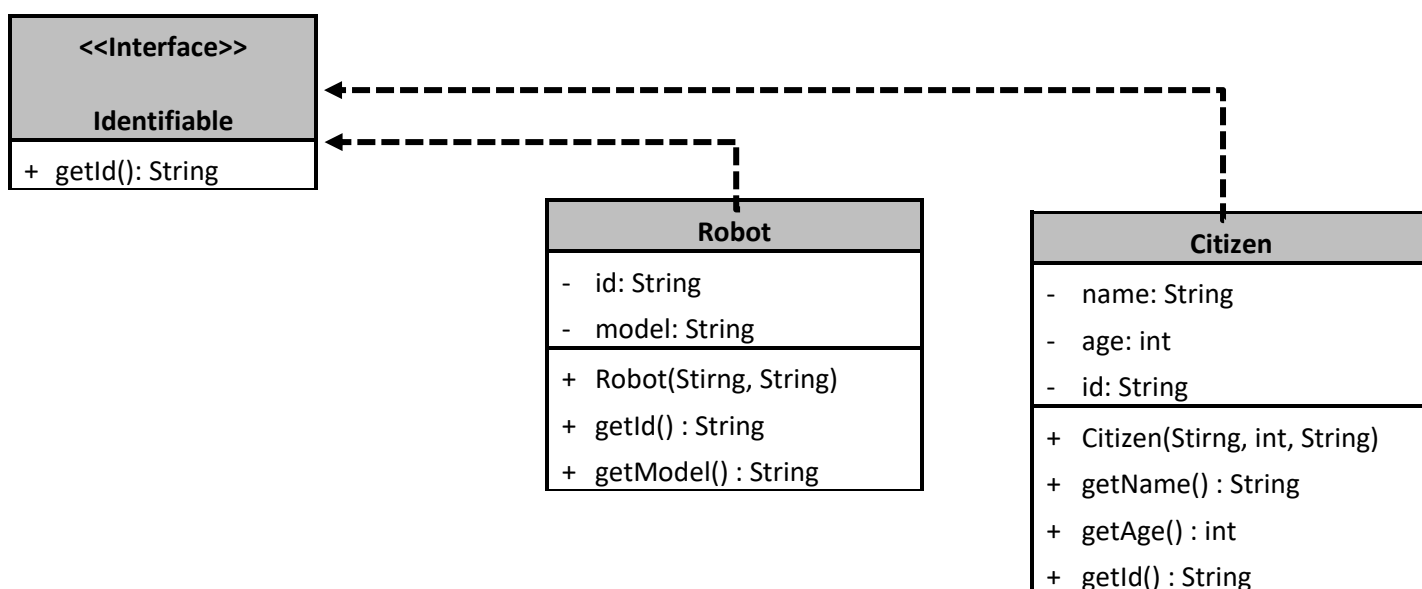 <<Interface>>
Identifiable
+ getId(): String
Robot
- id: String
- model: String
+ Robot(Stirng, String)
+ getId() : String
+ getModel() : String
Citizen
- name: String
- age: int
- id: String
+ Citizen(Stirng, int, String)
+ getName() : String
+ getAge() : int
+ getId() : String